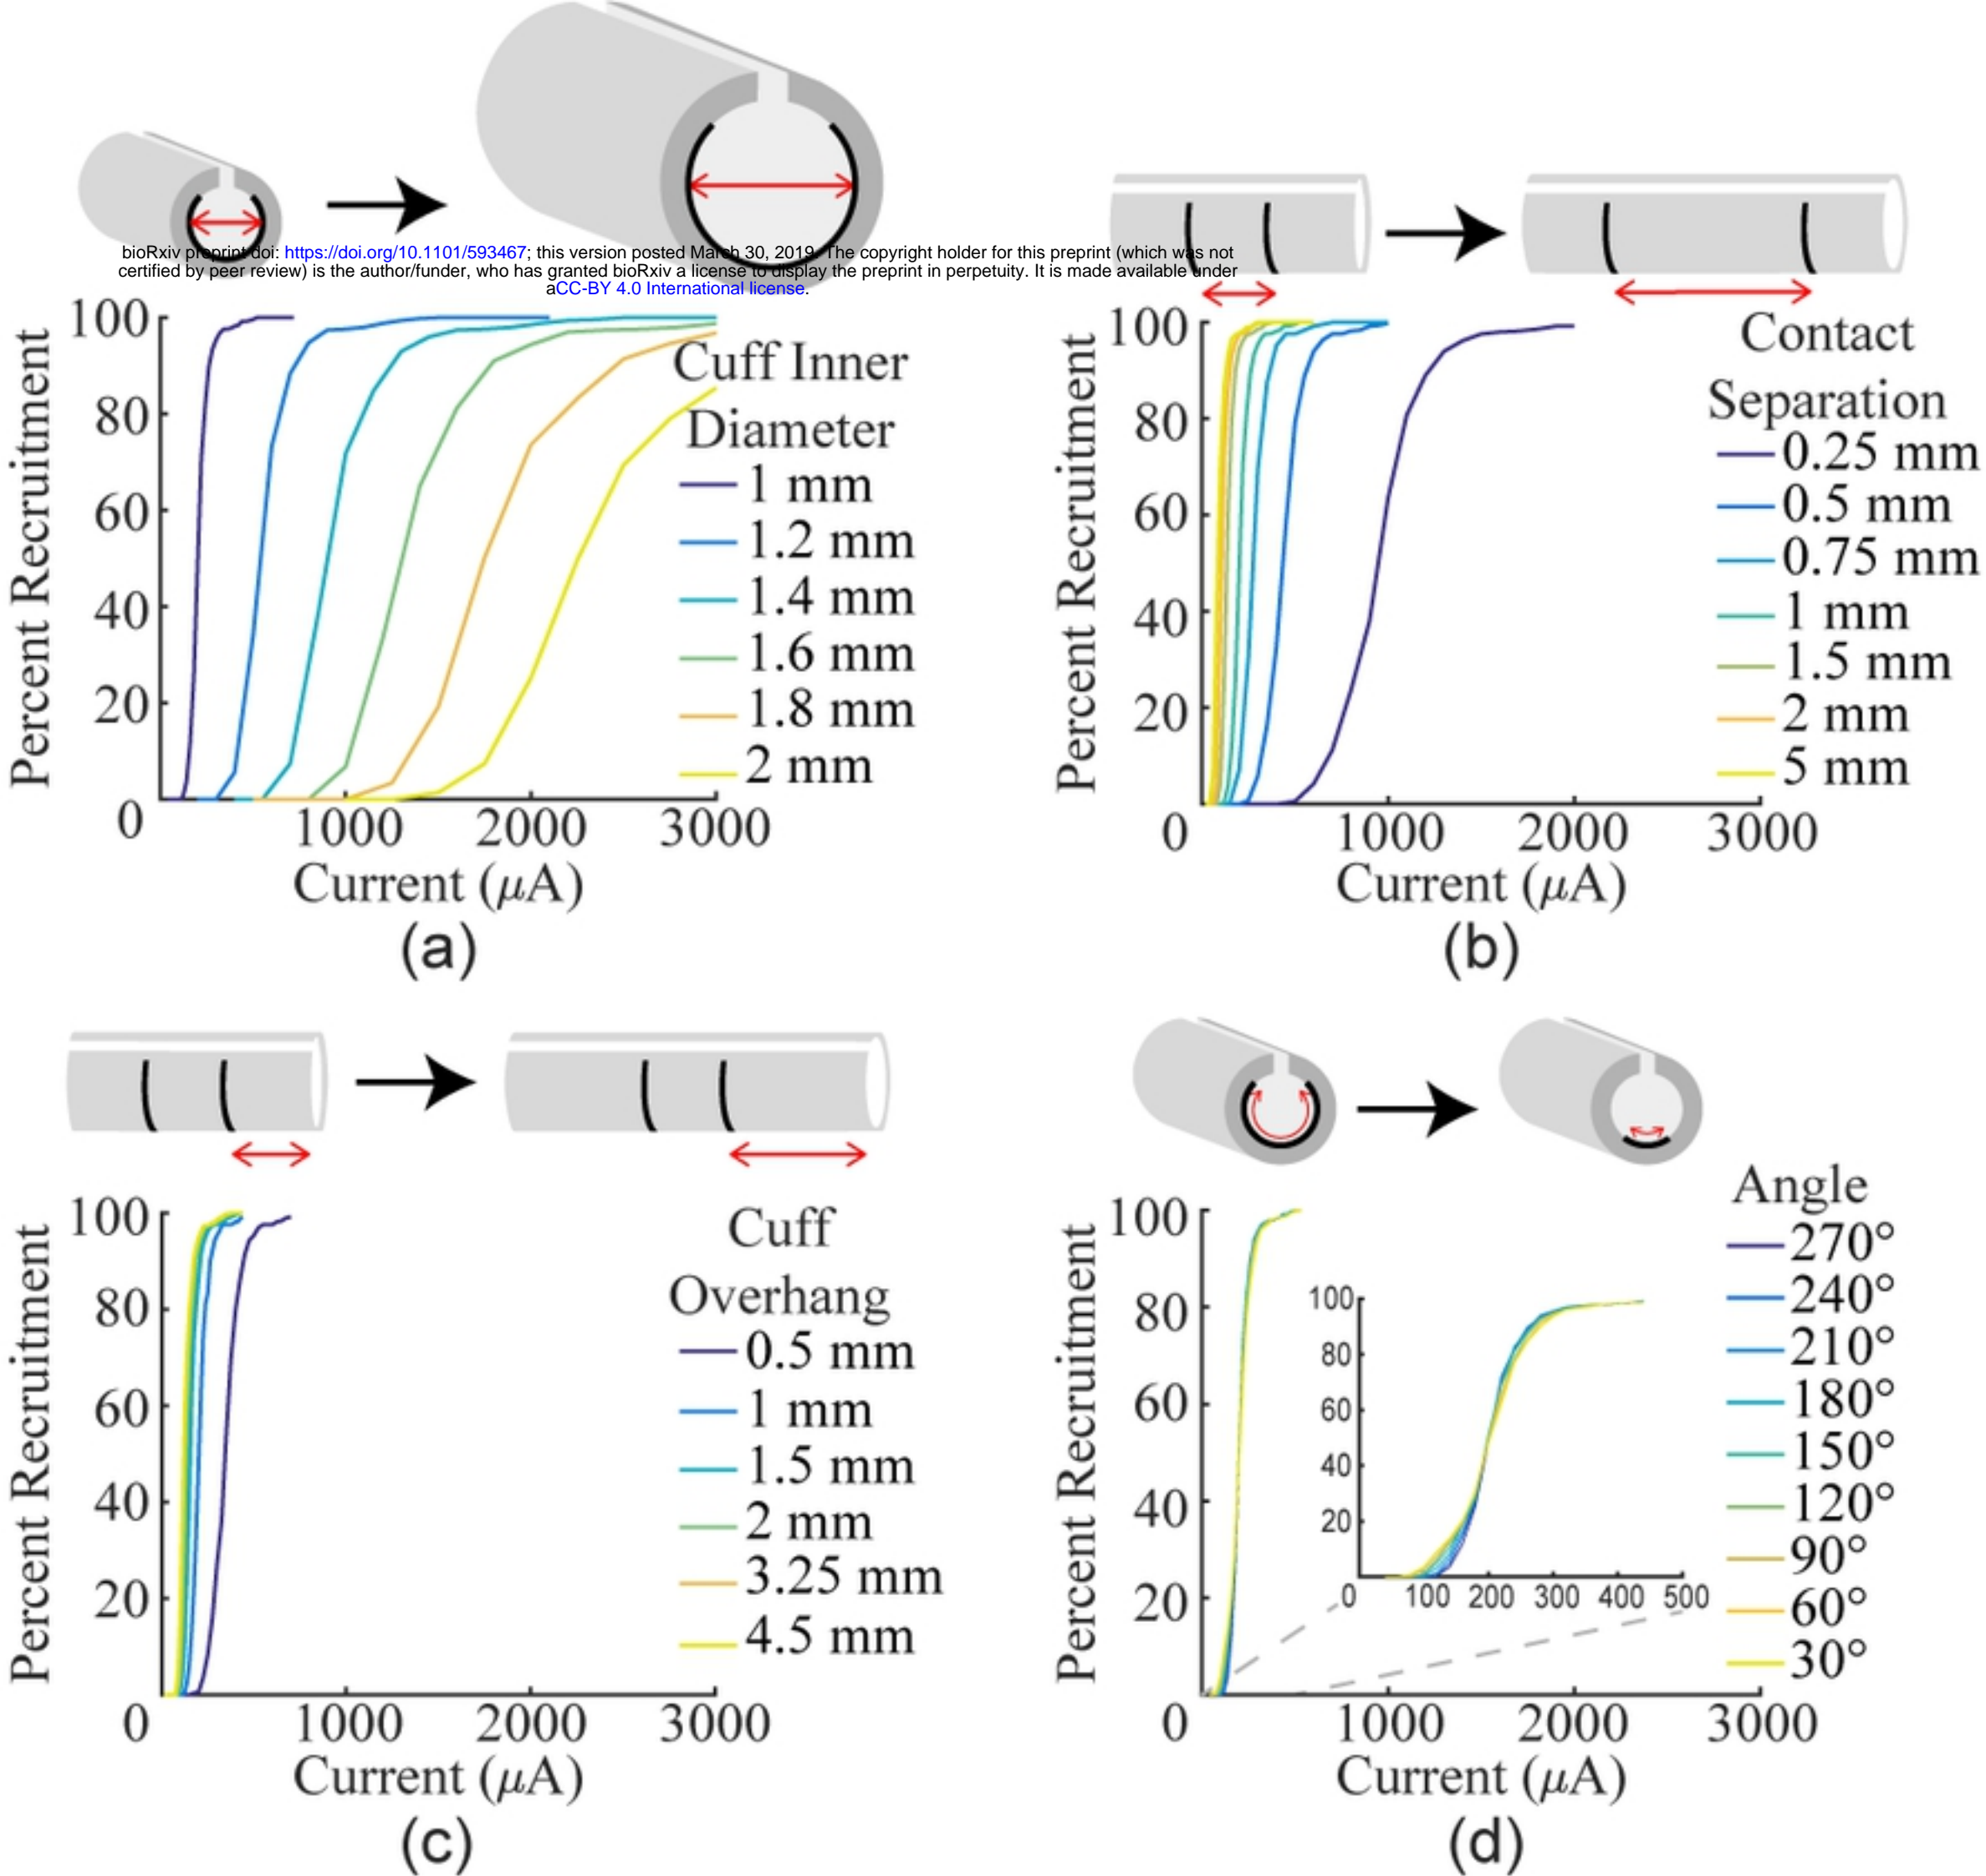 bioRxiv preprint doi: https://doi.org/10.1101/593467; this version posted March 30, 2019. The copyright holder for this preprint (which was not
certified by peer review) is the author/funder, who has granted bioRxiv a license to display the preprint in perpetuity. It is made available under
aCC-BY 4.0 International license.
Percent Recruitment
100
80
60
40
20
0
1000
2000
3000
Current (μA)
Cuff Inner
Diameter
1 mm
1.2 mm
1.4 mm
1.6 mm
1.8 mm
2 mm
(a)
Percent Recruitment
100
80
60
40
20
0
1000
2000
3000
Current (μA)
Contact
Separation
0.25 mm
0.5 mm
0.75 mm
1 mm
1.5 mm
2 mm
5 mm
(b)
Percent Recruitment
100
80
60
40
20
0
1000
2000
3000
Current (μA)
Cuff
Overhang
0.5 mm
1 mm
1.5 mm
2 mm
3.25 mm
4.5 mm
(c)
Percent Recruitment
100
80
60
40
20
0
1000
2000
3000
Current (μA)
100
80
60
40
20
0
100
200
300
400
500
Angle
270°
240°
210°
180°
150°
120°
90°
60°
30°
(d)